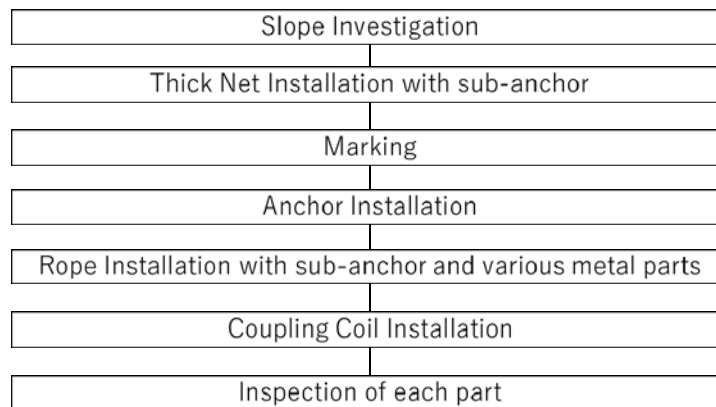 Slope Investigation
Thick Net Installation with sub-anchor
Marking
Anchor Installation
Rope Installation with sub-anchor and various metal parts
Coupling Coil Installation
Inspection of each part